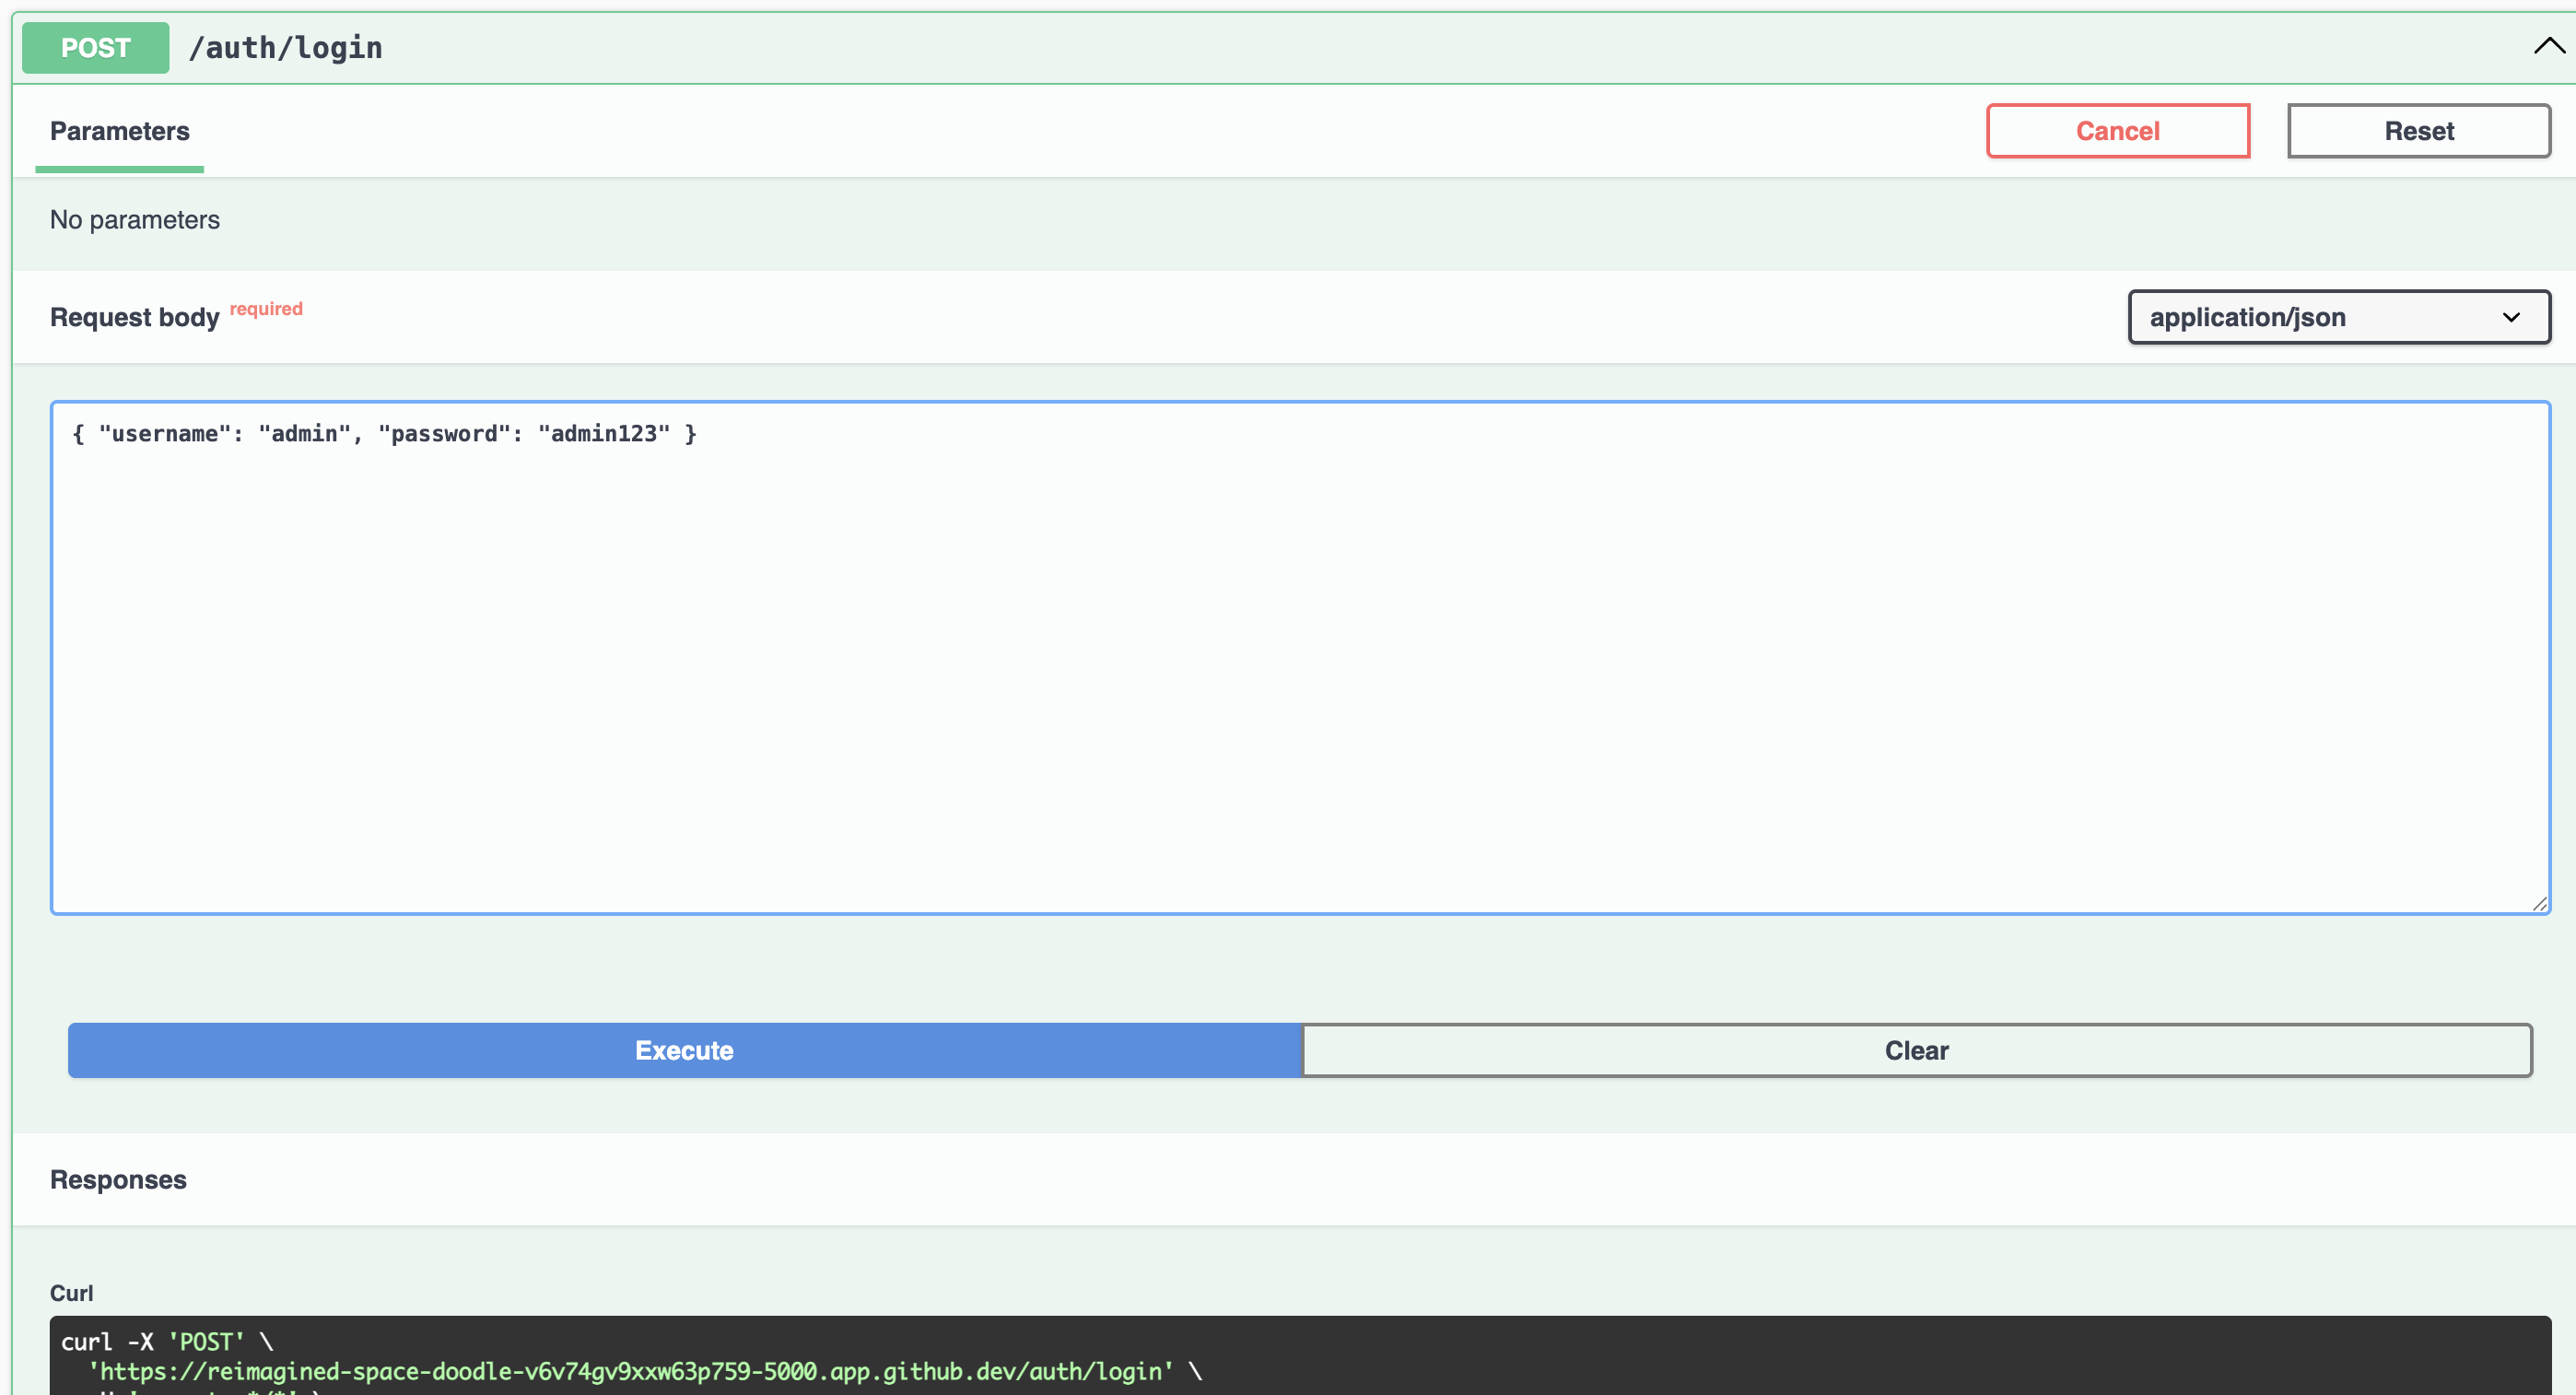 POST /auth/login
Parameters
Cancel
Reset
No parameters
Request body required
application/json
{ "username": "admin", "password": "admin123" }
Execute
Clear
Responses
Curl
curl -X 'POST' \
'https://reimagined-space-doodle-v6v74gv9xxw63p759-5000.app.github.dev/auth/login' \